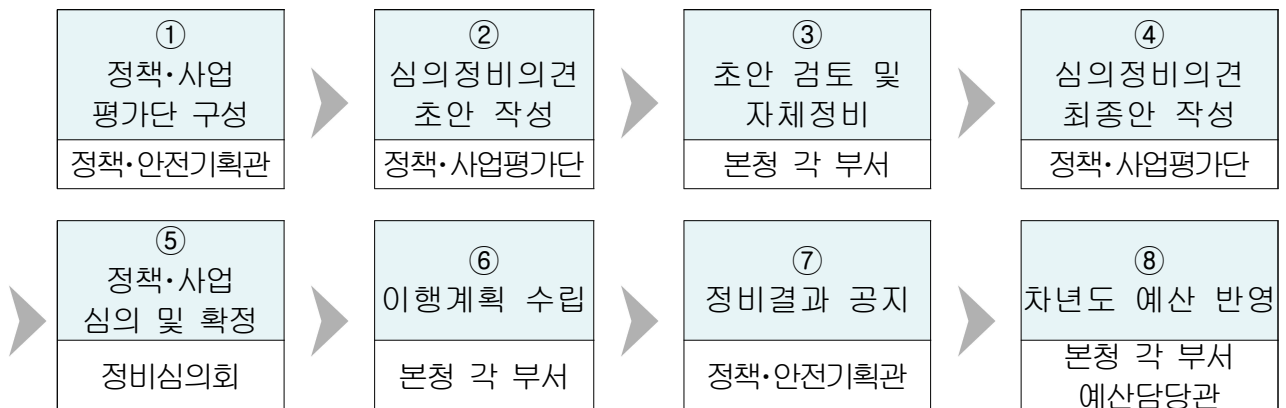 ①
정책·사업
평가단 구성
정책·안전기획관
②
심의정비의견
초안 작성
정책·사업평가단
③
초안 검토 및
자체정비
본청 각 부서
④
심의정비의견
최종안 작성
정책·사업평가단
⑤
정책·사업
심의 및 확정
정비심의회
⑥
이행계획 수립
본청 각 부서
⑦
정비결과 공지
정책·안전기획관
⑧
차년도 예산 반영
본청 각 부서
예산담당관